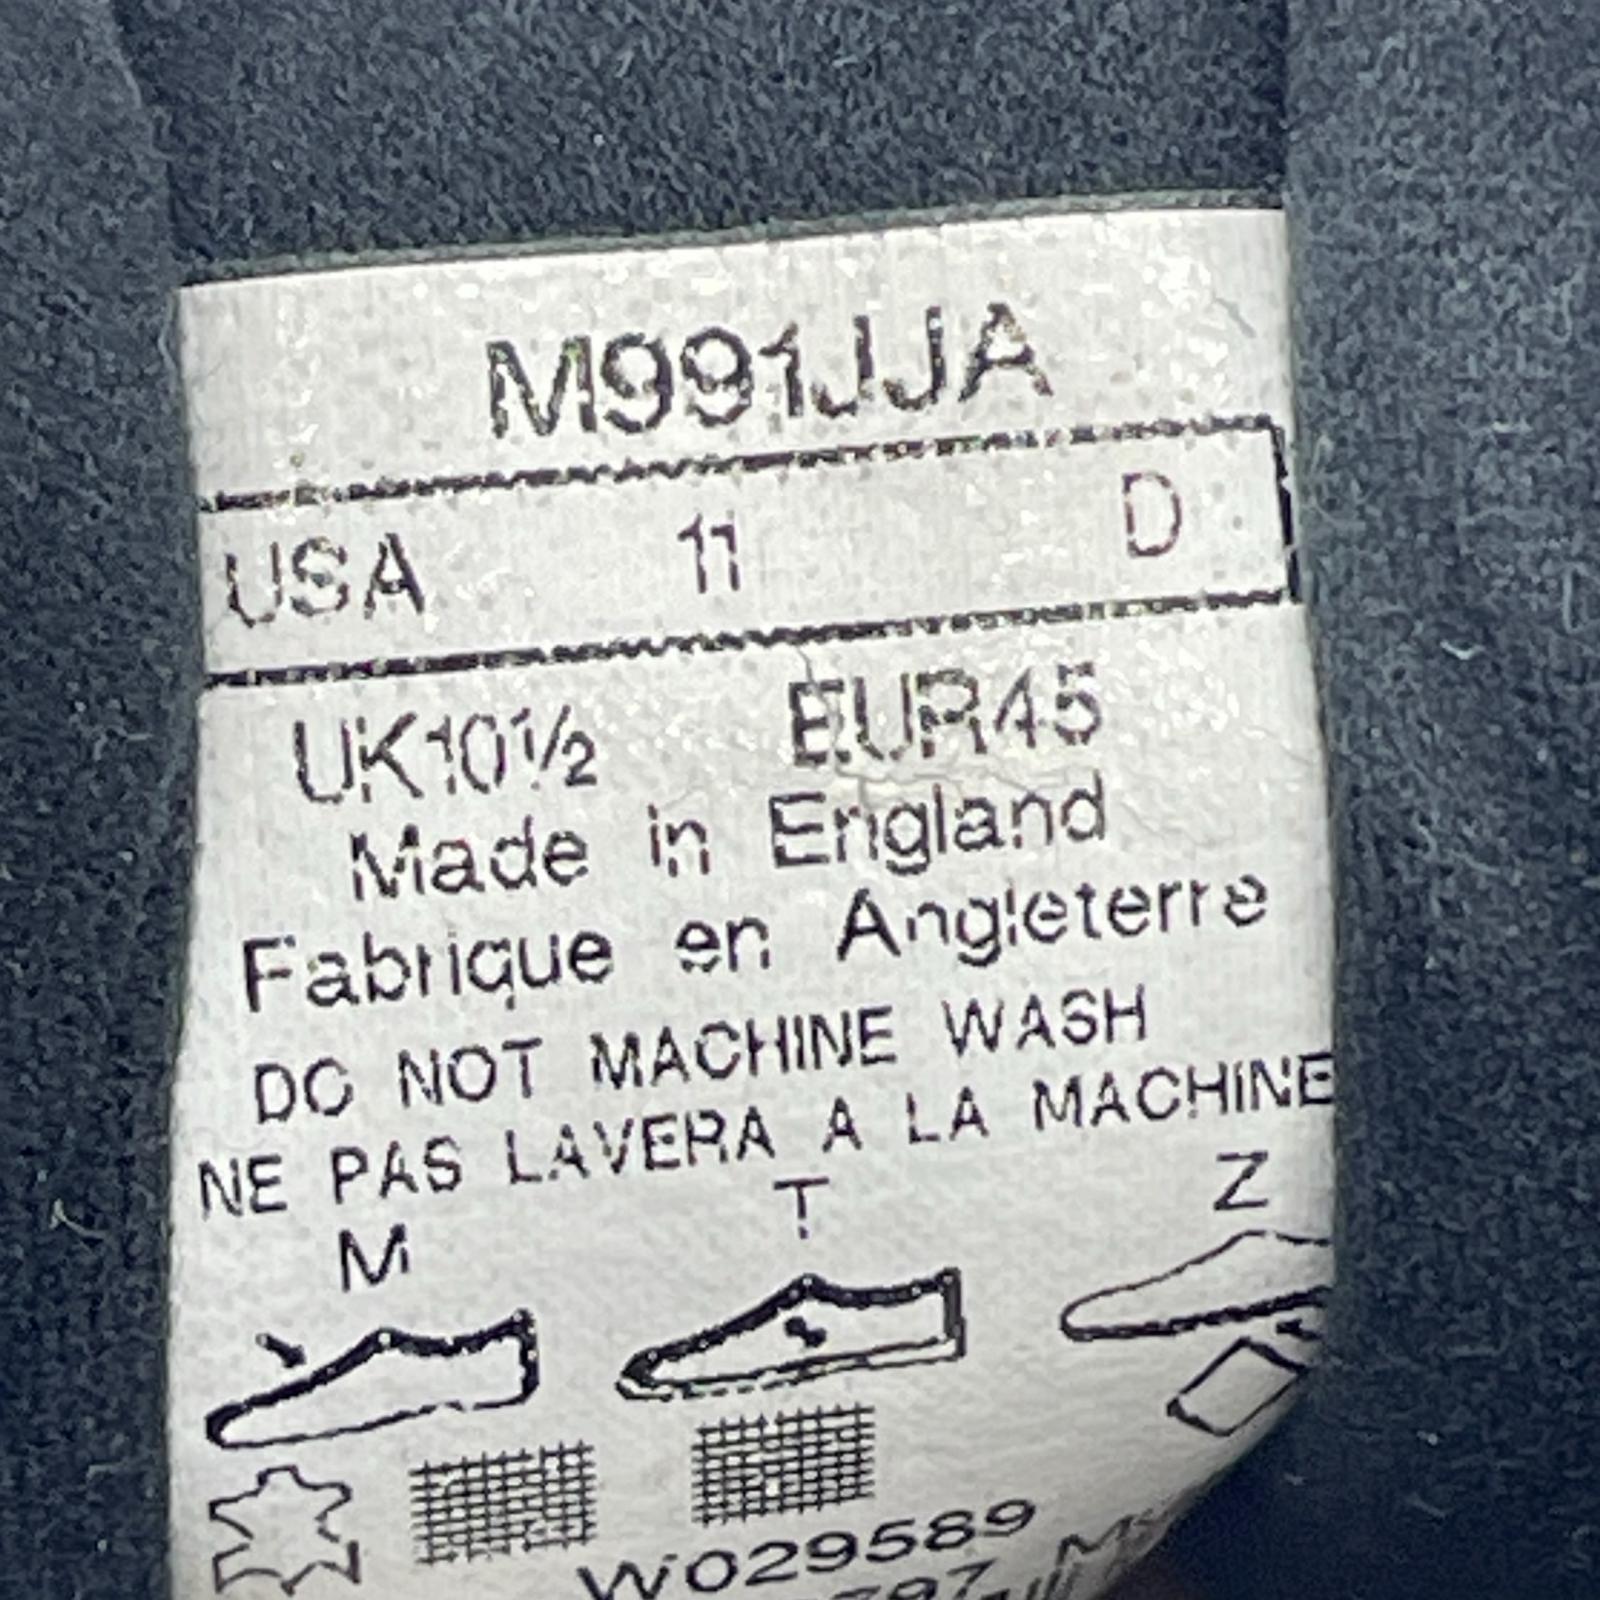 M991JJA
USA 11 D
UK10½ EUR45
Made in England
Fabrique en Angleterre
DO NOT MACHINE WASH
NE PAS LAVERA A LA MACHINE
M T Z
W029589